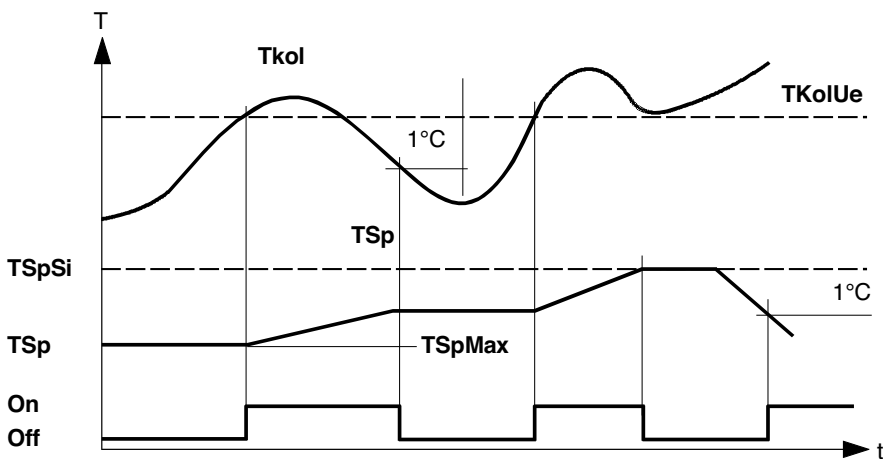 T
Tkol
TKolUe
1°C
TSp
TSpSi
1°C
TSp
TSpMax
On
Off
t